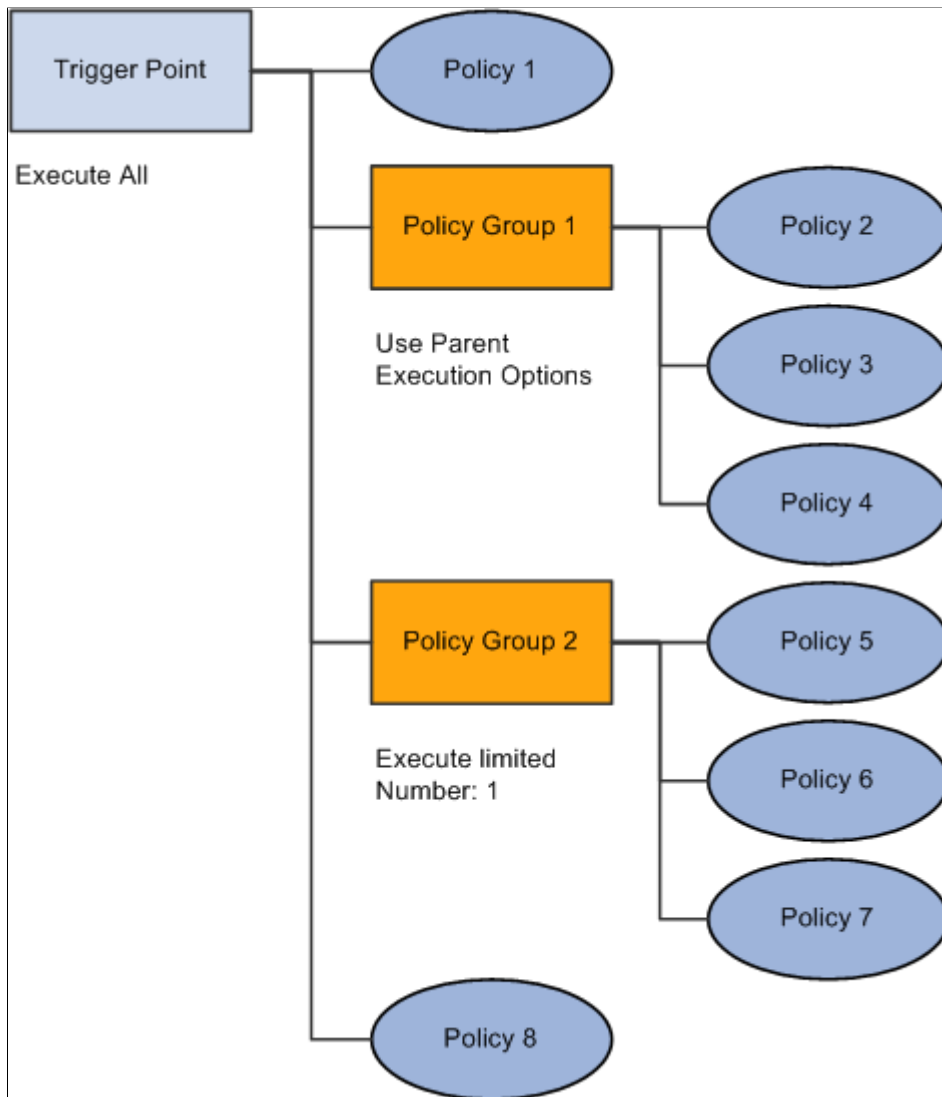 Trigger Point
Policy 1
Execute All
Policy Group 1
Policy 2
Use Parent
Execution Options
Policy 3
Policy 4
Policy Group 2
Policy 5
Execute limited
Number: 1
Policy 6
Policy 7
Policy 8